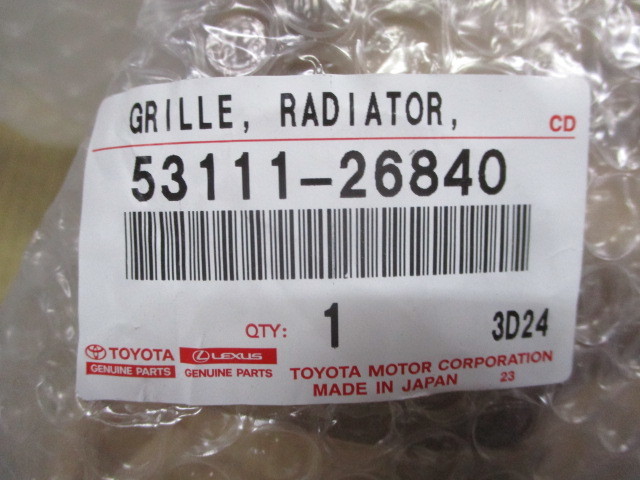 GRILLE, RADIATOR,
CD
53111-26840
QTY: 1 3D24
TOYOTA LEXUS
GENUINE PARTS GENUINE PARTS
TOYOTA MOTOR CORPORATION
MADE IN JAPAN 23